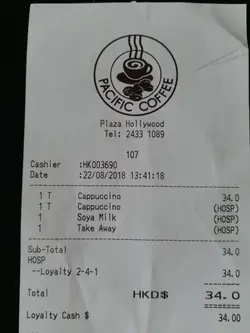 PACIFIC COFFEE
Plaza Hollywood
Tel: 2433 1089
107
Cashier :HK003690
Date :22/08/2018 13:41:18
1 T Cappuccino 34.0
1 T Cappuccino (HOSP)
1 Soya Milk (HOSP)
1 Take Away (HOSP)
Sub-Total 34.0
HOSP
--Loyalty 2-4-1 0.0
Total HKD$ 34.0
Loyalty Cash $ 34.00